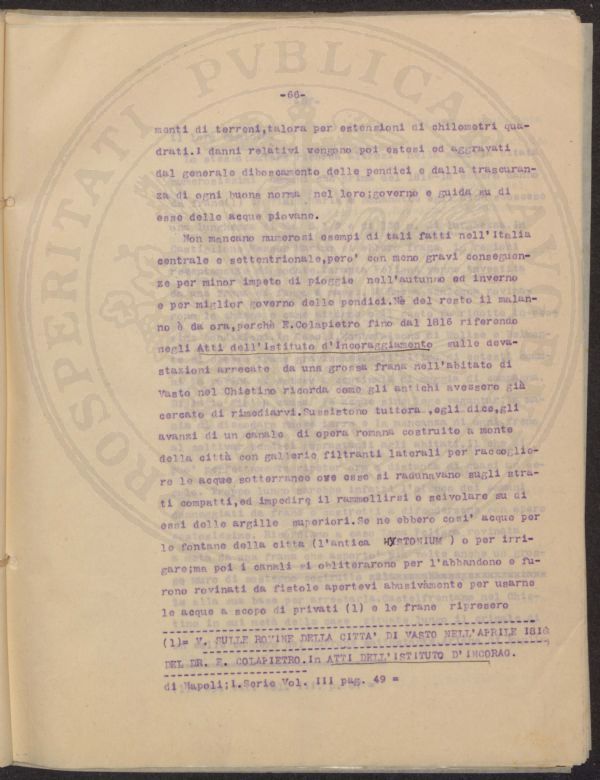 -66-
menti di terreni,talora per estensioni di chilometri qua-
drati.I danni relativi vengono poi estesi ed aggravati
dal generale diboscamento delle pendici e dalla trascuran-
za di ogni buona norma nel loro;governo e guida su di
esse delle acque piovane.
Non mancano numerosi esempi di tali fatti nell'Italia
centrale e settentrionale,pero' con meno gravi conseguen-
ze per minor impeto di pioggie nell'autunno ed inverno
e per miglior governo delle pendici.Nè del resto il malan-
no è da ora,perchè E.Colapietro fino dal 1816 riferendo
negli Atti dell'Istituto d'Incoraggiamento sulle deva-
stazioni arrecate da una grossa frana nell'abitato di
Vasto nel Chietino ricorda come gli antichi avessero già
cercato di rimediarvi.Sussistono tuttora ,egli dice,gli
avanzi di un canale di opera romana costruito a monte
della città con gallerie filtranti laterali per raccoglie-
re le acque sotterranee ove esse si radunavano sugli stra-
ti compatti,ed impedire il rammollirsi e scivolare su di
essi delle argille superiori.Se ne ebbero cosi' acque per
le fontane della citta (l'antica HYSTONIUM ) e per irri-
gare;ma poi i canali si obliterarono per l'abbandono e fu-
rono rovinati da fistole apertevi abusivamente per usarne
le acque a scopo di privati (1) e le frane ripresero
(1)= V. SULLE ROVINE DELLA CITTA' DI VASTO NELL'APRILE 1816
DEL DR. E. COLAPIETRO.In ATTI DELL'ISTITUTO D'INCORAG.
di Napoli;I.Serie Vol. III pag. 49 =
PROSPERITATI PVBLICAE AVGE